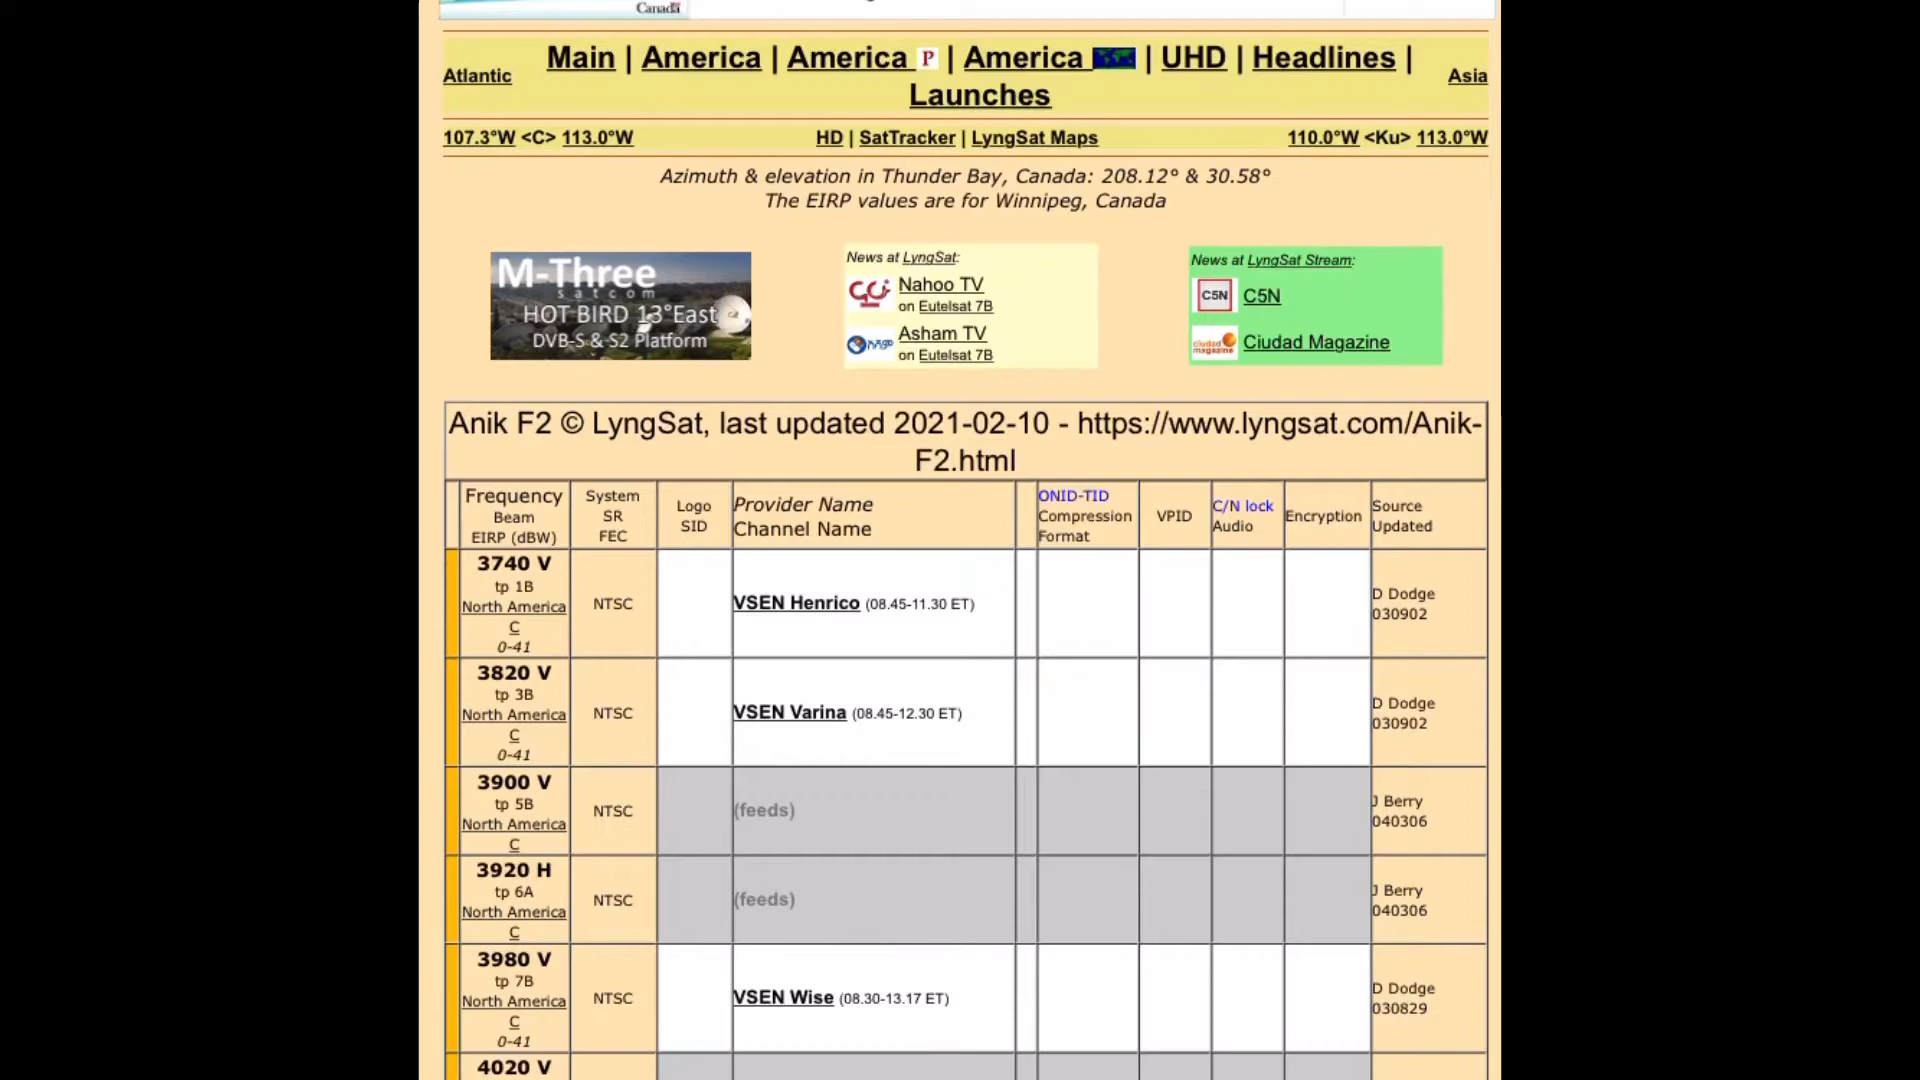 Canada
Atlantic
Main | America | America P | America | UHD | Headlines |
Launches
Asia
107.3°W <C> 113.0°W
HD | SatTracker | LyngSat Maps
110.0°W <Ku> 113.0°W
Azimuth & elevation in Thunder Bay, Canada: 208.12° & 30.58°
The EIRP values are for Winnipeg, Canada
M-Three
satcom
HOT BIRD 13°East
DVB-S & S2 Platform
News at LyngSat:
Nahoo TV
on Eutelsat 7B
Asham TV
on Eutelsat 7B
News at LyngSat Stream:
C5N C5N
ciudad
magazine
Ciudad Magazine
Anik F2 © LyngSat, last updated 2021-02-10 - https://www.lyngsat.com/Anik-
F2.html
Frequency
Beam
EIRP (dBW)
System
SR
FEC
Logo
SID
Provider Name
Channel Name
ONID-TID
Compression
Format
VPID
C/N lock
Audio
Encryption
Source
Updated
3740 V
tp 1B
North America
C
0-41
NTSC
VSEN Henrico (08.45-11.30 ET)
D Dodge
030902
3820 V
tp 3B
North America
C
0-41
NTSC
VSEN Varina (08.45-12.30 ET)
D Dodge
030902
3900 V
tp 5B
North America
C
NTSC
(feeds)
J Berry
040306
3920 H
tp 6A
North America
C
NTSC
(feeds)
J Berry
040306
3980 V
tp 7B
North America
C
0-41
NTSC
VSEN Wise (08.30-13.17 ET)
D Dodge
030829
4020 V